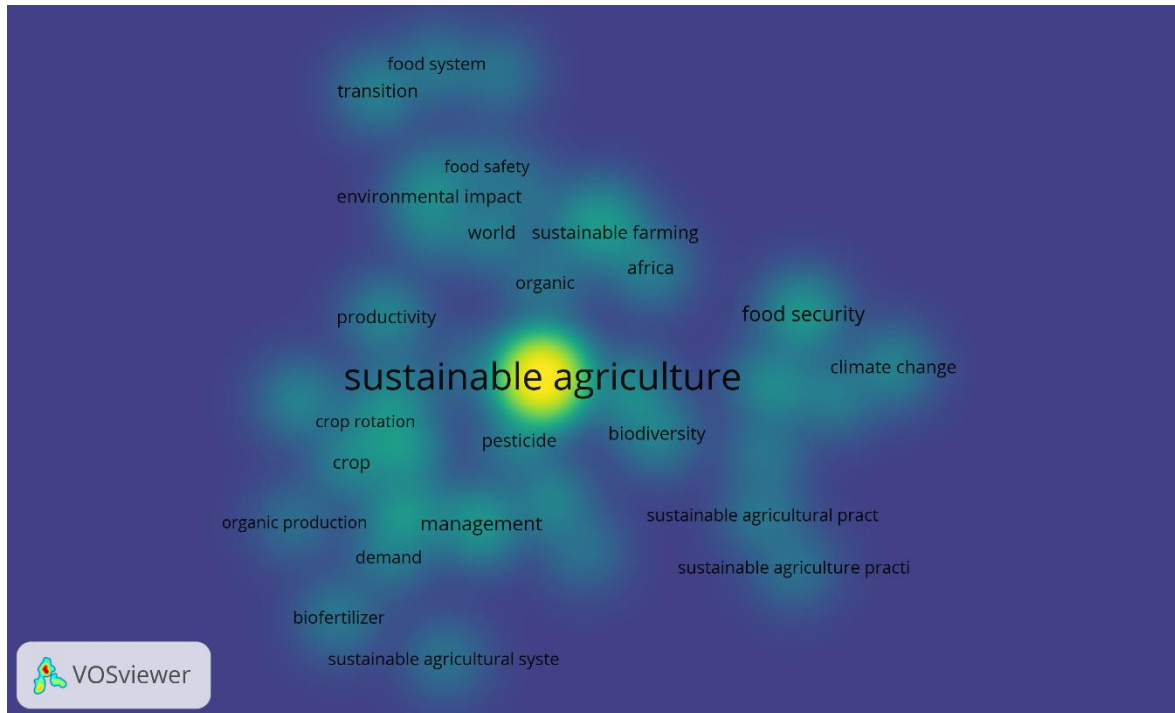 food system
transition
food safety
environmental impact
world
sustainable farming
africa
organic
productivity
food security
climate change
sustainable agriculture
crop rotation
pesticide
biodiversity
crop
organic production
management
sustainable agricultural pract
demand
sustainable agriculture practi
biofertilizer
sustainable agricultural syste
VOSviewer